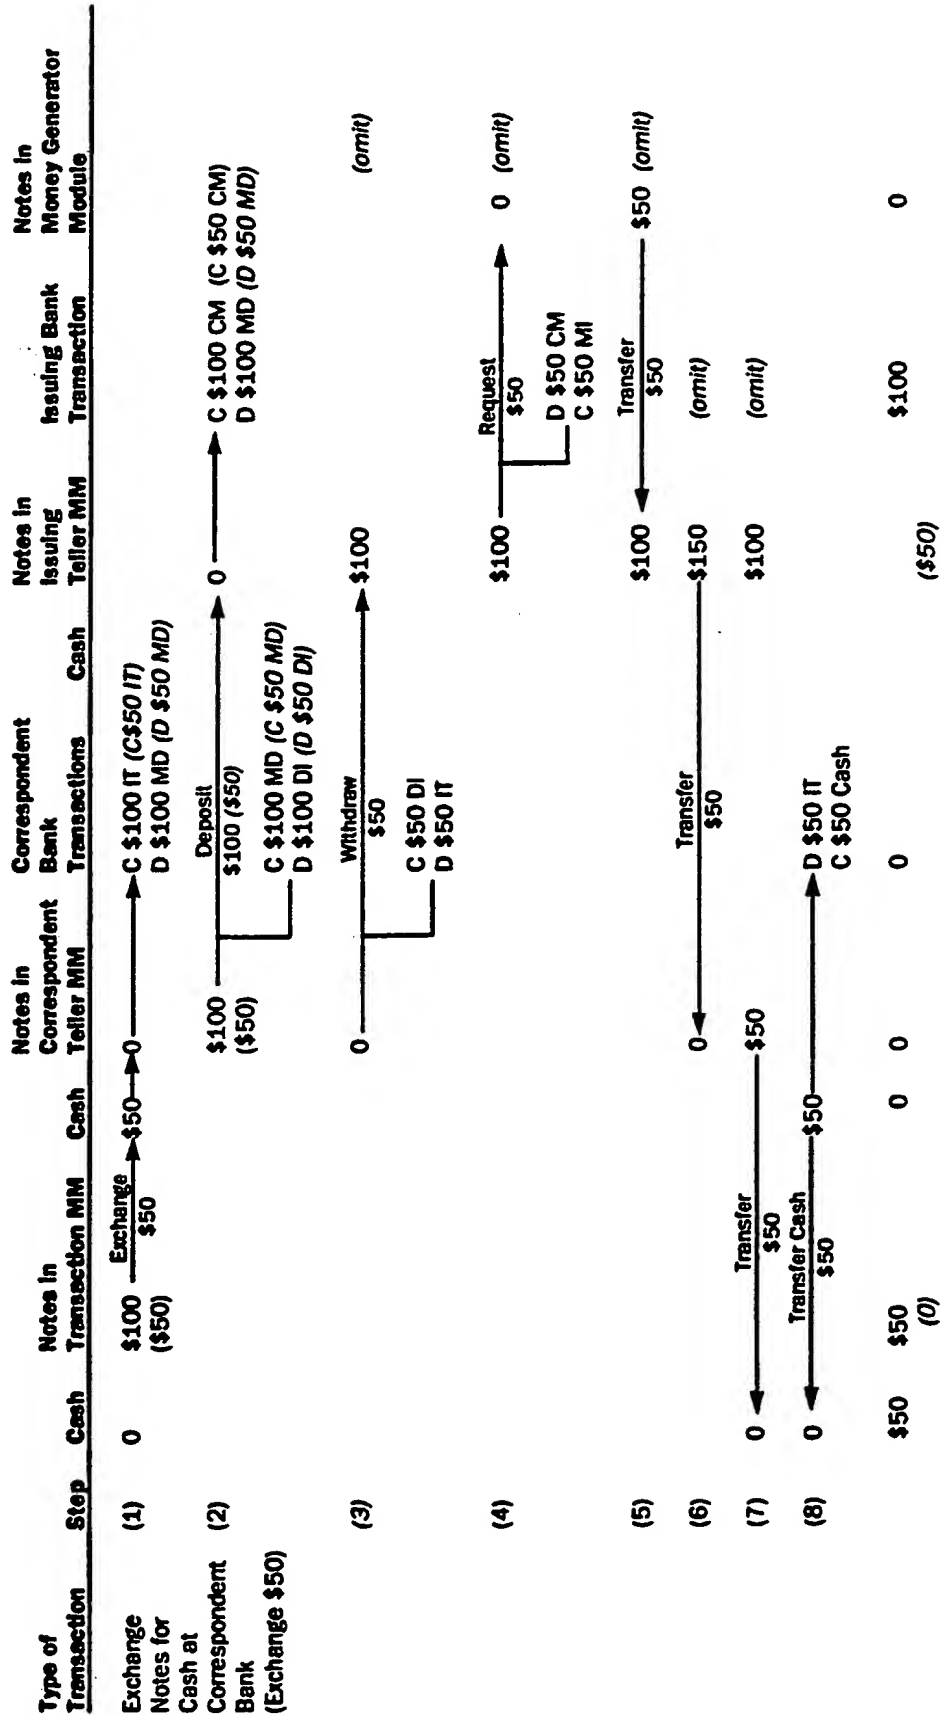 Type of Transaction
Step
Cash
Notes in Transaction MM
Cash
Notes in Correspondent Teller MM
Correspondent Bank Transactions
Cash
Notes in Issuing Teller MM
Issuing Bank Transaction
Notes in Money Generator Module
Exchange
Notes for
Cash at
Correspondent
Bank
(Exchange $50)
(1)
0
$100
($50)
Exchange
$50
$50
0
C $100 IT (C$50 IT)
D $100 MD (D $50 MD)
(2)
$100
($50)
Deposit
$100 ($50)
C $100 MD (C $50 MD)
D $100 DI (D $50 DI)
0
C $100 CM (C $50 CM)
D $100 MD (D $50 MD)
(3)
0
Withdraw
$50
C $50 DI
D $50 IT
$100
(omit)
(4)
$100
Request
$50
D $50 CM
C $50 MI
0 (omit)
(5)
$100
Transfer
$50
$50 (omit)
(6)
0
Transfer
$50
$150
(omit)
(7)
0
Transfer
$50
$50
$100
(omit)
(8)
0
Transfer Cash
$50
$50
D $50 IT
C $50 Cash
$50
$50
(0)
0
0
0
($50)
$100
0